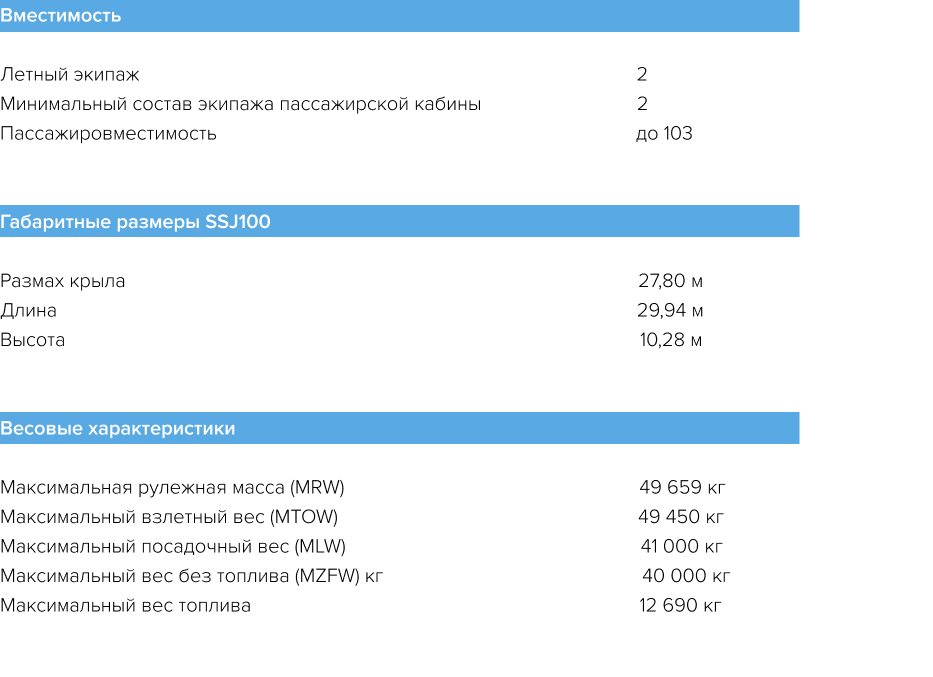 Вместимость
Летный экипаж 2
Минимальный состав экипажа пассажирской кабины 2
Пассажировместимость до 103
Габаритные размеры SSJ100
Размах крыла 27,80 м
Длина 29,94 м
Высота 10,28 м
Весовые характеристики
Максимальная рулежная масса (MRW) 49 659 кг
Максимальный взлетный вес (MTOW) 49 450 кг
Максимальный посадочный вес (MLW) 41 000 кг
Максимальный вес без топлива (MZFW) кг 40 000 кг
Максимальный вес топлива 12 690 кг